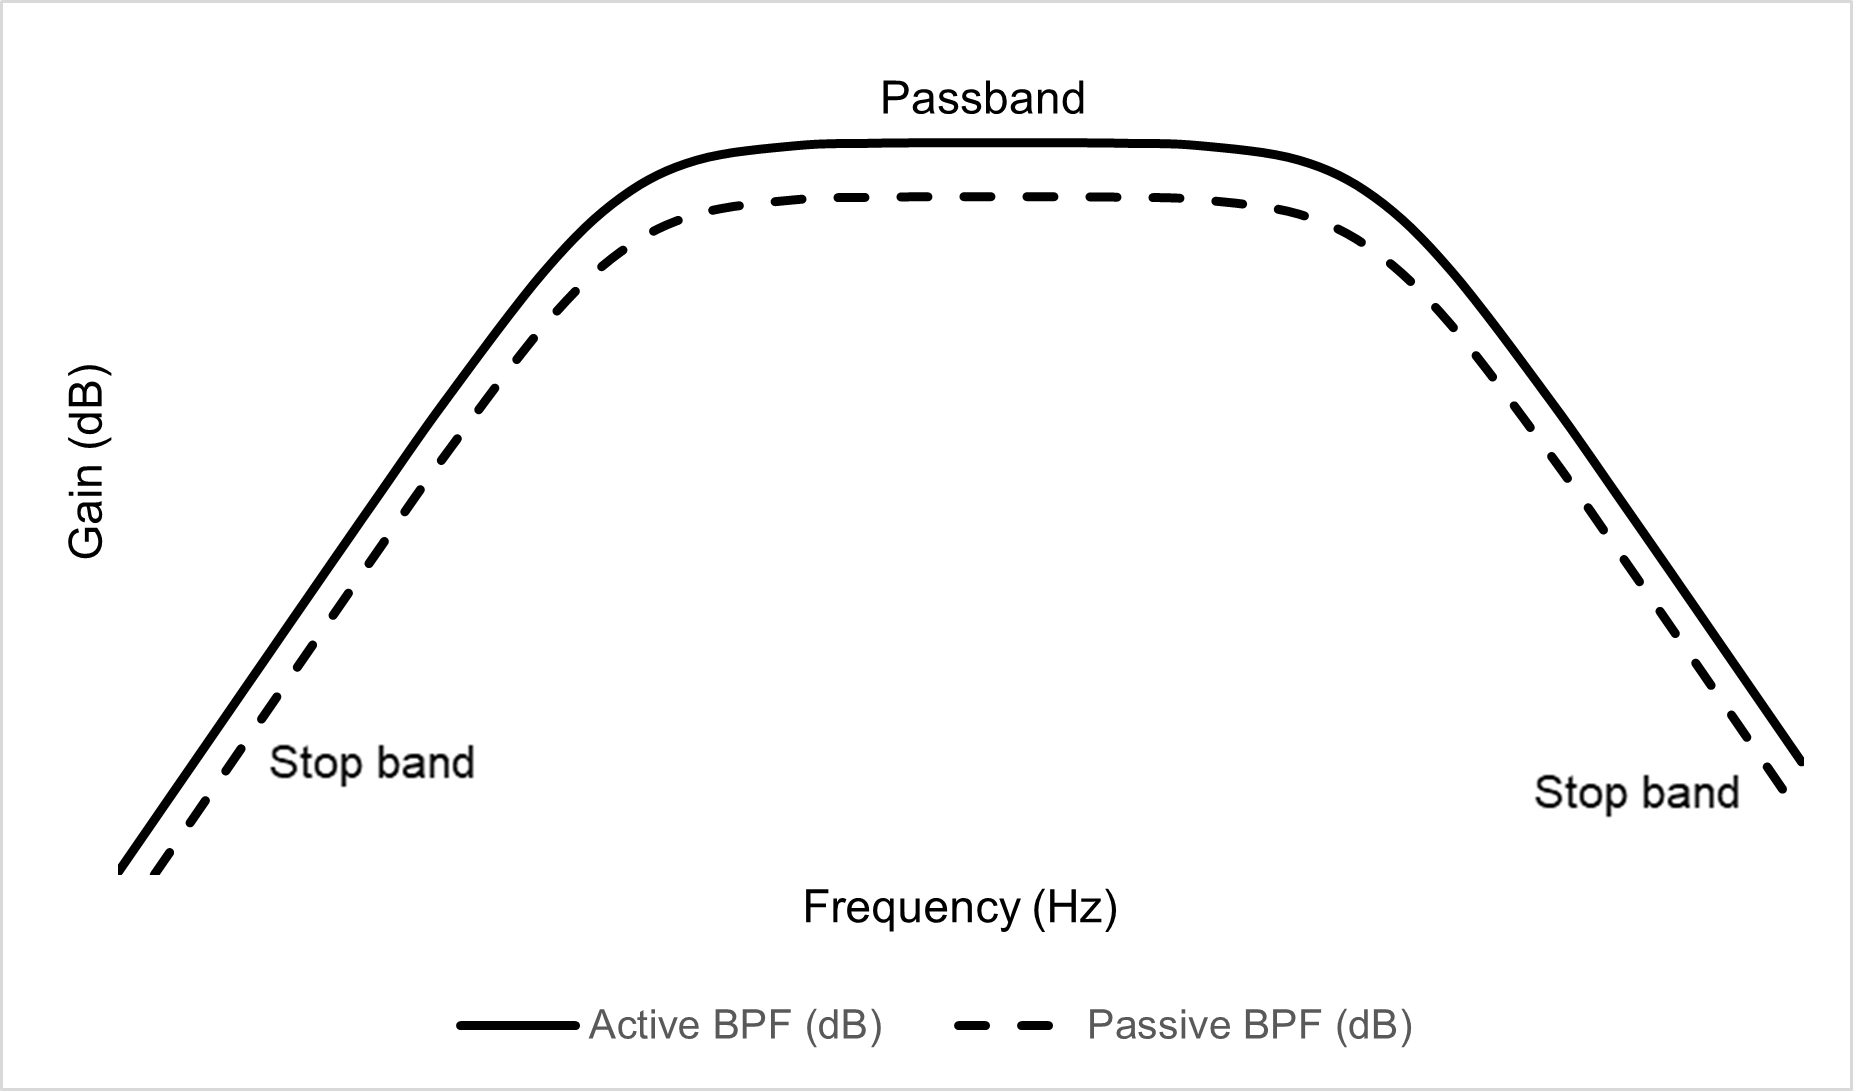 Passband
Gain (dB)
Stop band
Stop band
Frequency (Hz)
Active BPF (dB)
Passive BPF (dB)